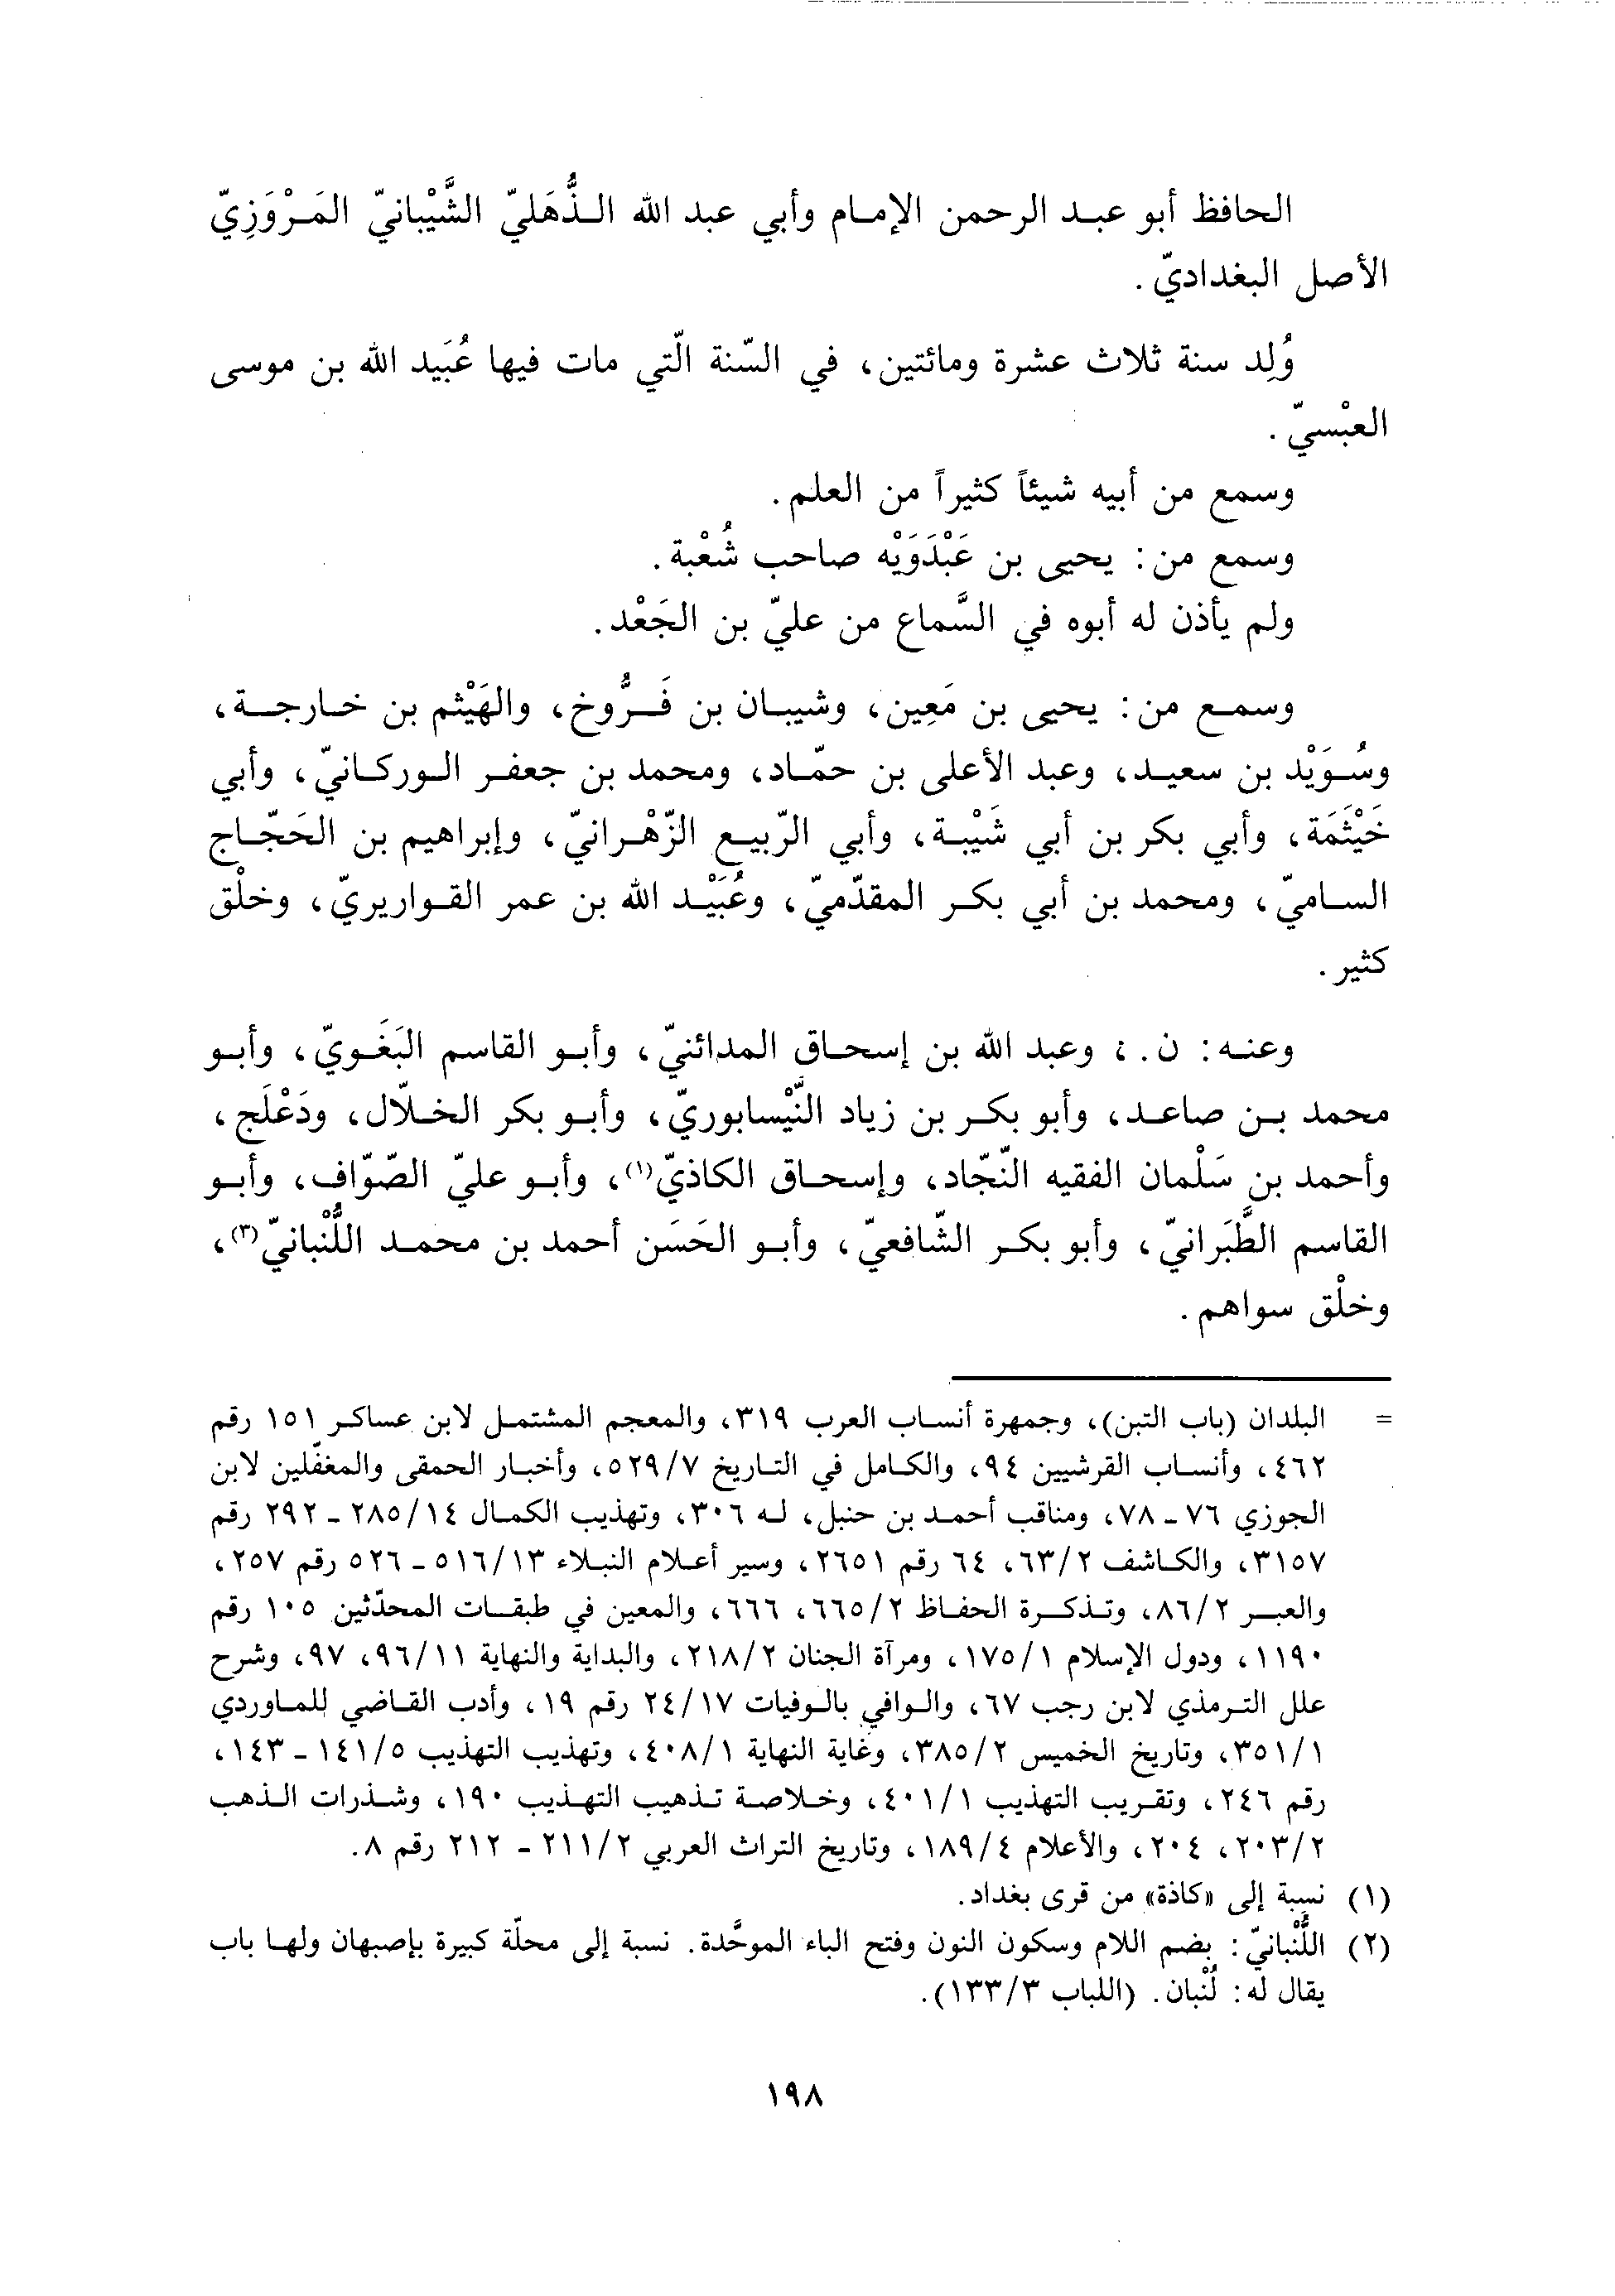 الحافظ أبو عبد الرحمن الإمام وأبي عبد الله الذُّهَليّ الشَّيْبانيّ المَرْوَزِيّ
الأصل البغداديّ.
وُلِد سنة ثلاث عشرة ومائتين، في السّنة الّتي مات فيها عُبَيد الله بن موسى
العبْسيّ.
وسمع من أبيه شيئاً كثيراً من العلم.
وسمع من: يحيى بن عَبْدَوَيْه صاحب شُعْبة.
ولم يأذن له أبوه في السَّماع من عليّ بن الجَعْد.
وسمع من: يحيى بن مَعِين، وشيبان بن فَرُّوخ، والهَيْثم بن خارجة،
وسُوَيْد بن سعيد، وعبد الأعلى بن حمّاد، ومحمد بن جعفر الوركانيّ، وأبي
خَيْثَمَة، وأبي بكر بن أبي شَيْبة، وأبي الرّبيع الزّهْرانيّ، وإبراهيم بن الحَجّاج
الساميّ، ومحمد بن أبي بكر المقدّميّ، وعُبَيْد الله بن عمر القواريريّ، وخلْق
كثير.
وعنه: ن.، وعبد الله بن إسحاق المدائنيّ، وأبو القاسم البَغَويّ، وأبو
محمد بن صاعد، وأبو بكر بن زياد النَّيْسابوريّ، وأبو بكر الخلّال، ودَعْلَج،
وأحمد بن سَلْمان الفقيه النّجّاد، وإسحاق الكاذيّ(١)، وأبو عليّ الصّوّاف، وأبو
القاسم الطَّبَرانيّ، وأبو بكر الشّافعيّ، وأبو الحَسَن أحمد بن محمد اللُّنْبانيّ(٣)،
وخلْق سواهم.
= البلدان (باب التبن)، وجمهرة أنساب العرب ٣١٩، والمعجم المشتمل لابن عساكر ١٥١ رقم
٤٦٢، وأنساب القرشيين ٩٤، والكامل في التاريخ ٥٢٩/٧، وأخبار الحمقى والمغفّلين لابن
الجوزي ٧٦ - ٧٨، ومناقب أحمد بن حنبل، له ٣٠٦، وتهذيب الكمال ٢٨٥/١٤ - ٢٩٢ رقم
٣١٥٧، والكاشف ٦٣/٢، ٦٤ رقم ٢٦٥١، وسير أعلام النبلاء ٥١٦/١٣ - ٥٢٦ رقم ٢٥٧،
والعبر ٨٦/٢، وتذكرة الحفاظ ٦٦٥/٢، ٦٦٦، والمعين في طبقات المحدّثين ١٠٥ رقم
١١٩٠، ودول الإسلام ١٧٥/١، ومرآة الجنان ٢١٨/٢، والبداية والنهاية ٩٦/١١، ٩٧، وشرح
علل الترمذي لابن رجب ٦٧، والوافي بالوفيات ٢٤/١٧ رقم ١٩، وأدب القاضي للماوردي
٣٥١/١، وتاريخ الخميس ٣٨٥/٢، وغاية النهاية ٤٠٨/١، وتهذيب التهذيب ١٤١/٥ - ١٤٣،
رقم ٢٤٦، وتقريب التهذيب ٤٠١/١، وخلاصة تذهيب التهذيب ١٩٠، وشذرات الذهب
٢٠٣/٢، ٢٠٤، والأعلام ١٨٩/٤، وتاريخ التراث العربي ٢١١/٢ - ٢١٢ رقم ٨.
(١) نسبة إلى «كاذة» من قرى بغداد.
(٢) اللُّنْبانيّ: بضم اللام وسكون النون وفتح الباء الموحَّدة. نسبة إلى محلّة كبيرة بإصبهان ولها باب
يقال له: لُنْبان. (اللباب ١٣٣/٣).
١٩٨